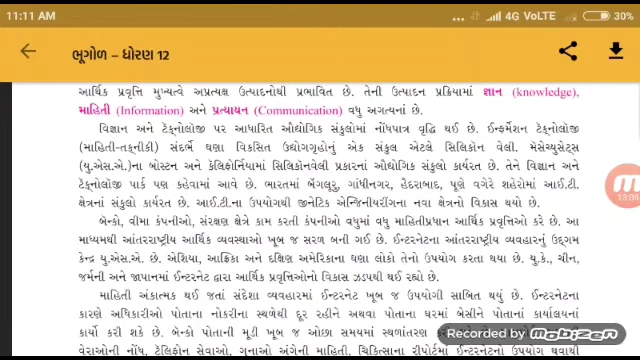 11:11 AM
... 4G VoLTE 30%
ભૂગોળ – ધોરણ 12
આર્થિક પ્રવૃત્તિ મુખ્યત્વે અપ્રત્યક્ષ ઉત્પાદનોથી પ્રભાવિત છે. તેની ઉત્પાદન પ્રક્રિયામાં જ્ઞાન (knowledge),
માહિતી (Information) અને પ્રત્યાયન (Communication) વધુ અગત્યનાં છે.
વિજ્ઞાન અને ટૅક્નોલૉજી પર આધારિત ઔદ્યોગિક સંકુલોમાં નોંધપાત્ર વૃદ્ધિ થઈ છે. ઈન્ફર્મેશન ટૅક્નોલૉજી
(માહિતી-તક્નીકી) સંદર્ભે ઘણા વિકસિત ઉદ્યોગગૃહોનું એક સંકુલ એટલે સિલિકોન વેલી. મૅસેચ્યુસેટ્સ
(યુ.એસ.એ.)ના બોસ્ટન અને કેલિફોર્નિયામાં સિલિકોનવેલી પ્રકારનાં ઔદ્યોગિક સંકુલો કાર્યરત છે. તેને વિજ્ઞાન અને
ટૅક્નોલૉજી પાર્ક પણ કહેવામાં આવે છે. ભારતમાં બેંગલૂરુ, ગાંધીનગર, હૈદરાબાદ, પૂણે વગેરે શહેરોમાં આઈ.ટી.
ક્ષેત્રનાં સંકુલો કાર્યરત છે. આઈ.ટી.ના ઉપયોગથી જીનેટિક એન્જિનીયરીંગના નવા ક્ષેત્રોનો વિકાસ થયો છે.
બેન્કો, વીમા કંપનીઓ, સંરક્ષણ ક્ષેત્રે કામ કરતી કંપનીઓ વધુમાં વધુ માહિતીપ્રધાન આર્થિક પ્રવૃત્તિઓ કરે છે. આ
માધ્યમથી આંતરરાષ્ટ્રીય આર્થિક વ્યવસ્થાઓ ખૂબ જ સરળ બની ગઈ છે. ઈન્ટરનેટના આંતરરાષ્ટ્રીય વ્યવહારનું ઉદ્ગમ
કેન્દ્ર યુ.એસ.એ. છે. એશિયા, આફ્રિકા અને દક્ષિણ અમેરિકાના ઘણા લોકો તેનો ઉપયોગ કરતા થયા છે. યુ.કે., ચીન,
જર્મની અને જાપાનમાં ઈન્ટરનેટ દ્વારા આર્થિક પ્રવૃત્તિઓનો વિકાસ ઝડપથી થઈ રહ્યો છે.
માહિતી અંકાત્મક થઈ જતાં સંદેશા વ્યવહારમાં ઈન્ટરનેટ ખૂબ જ ઉપયોગી સાબિત થયું છે. ઈન્ટરનેટના
કારણે અધિકારીઓ પોતાના નોકરીના સ્થળેથી દૂર રહીને અથવા પોતાના ઘરમાં બેસીને પોતાનાં કાર્યાલયનાં
કાર્યો કરી શકે છે. બેન્કો પોતાની મૂડી ખૂબ જ ઓછા સમયમાં સ્થળાંતરણ
વેરાઓની નોંધ, ટેલિફોન સેવાઓ, ગુનાઓ અંગેની માહિતી, ચિકિત્સાના રીપોર્ટમાં ઈન્ટરનેટનો ઉપયોગ થવાથી
Recorded by mobizen